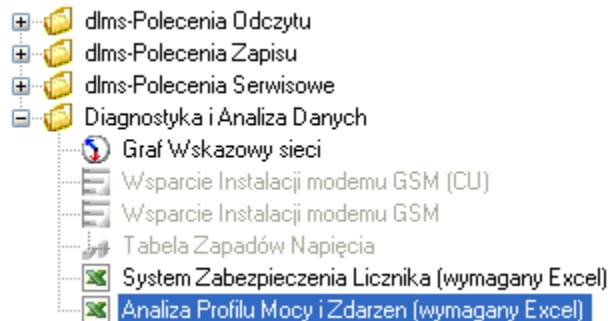 dlms-Polecenia Odczytu
dlms-Polecenia Zapisu
dlms-Polecenia Serwisowe
Diagnostyka i Analiza Danych
Graf Wskazowy sieci
Wsparcie Instalacji modemu GSM (CU)
Wsparcie Instalacji modemu GSM
Tabela Zapadów Napięcia
System Zabezpieczenia Licznika (wymagany Excel)
Analiza Profilu Mocy i Zdarzen (wymagany Excel)